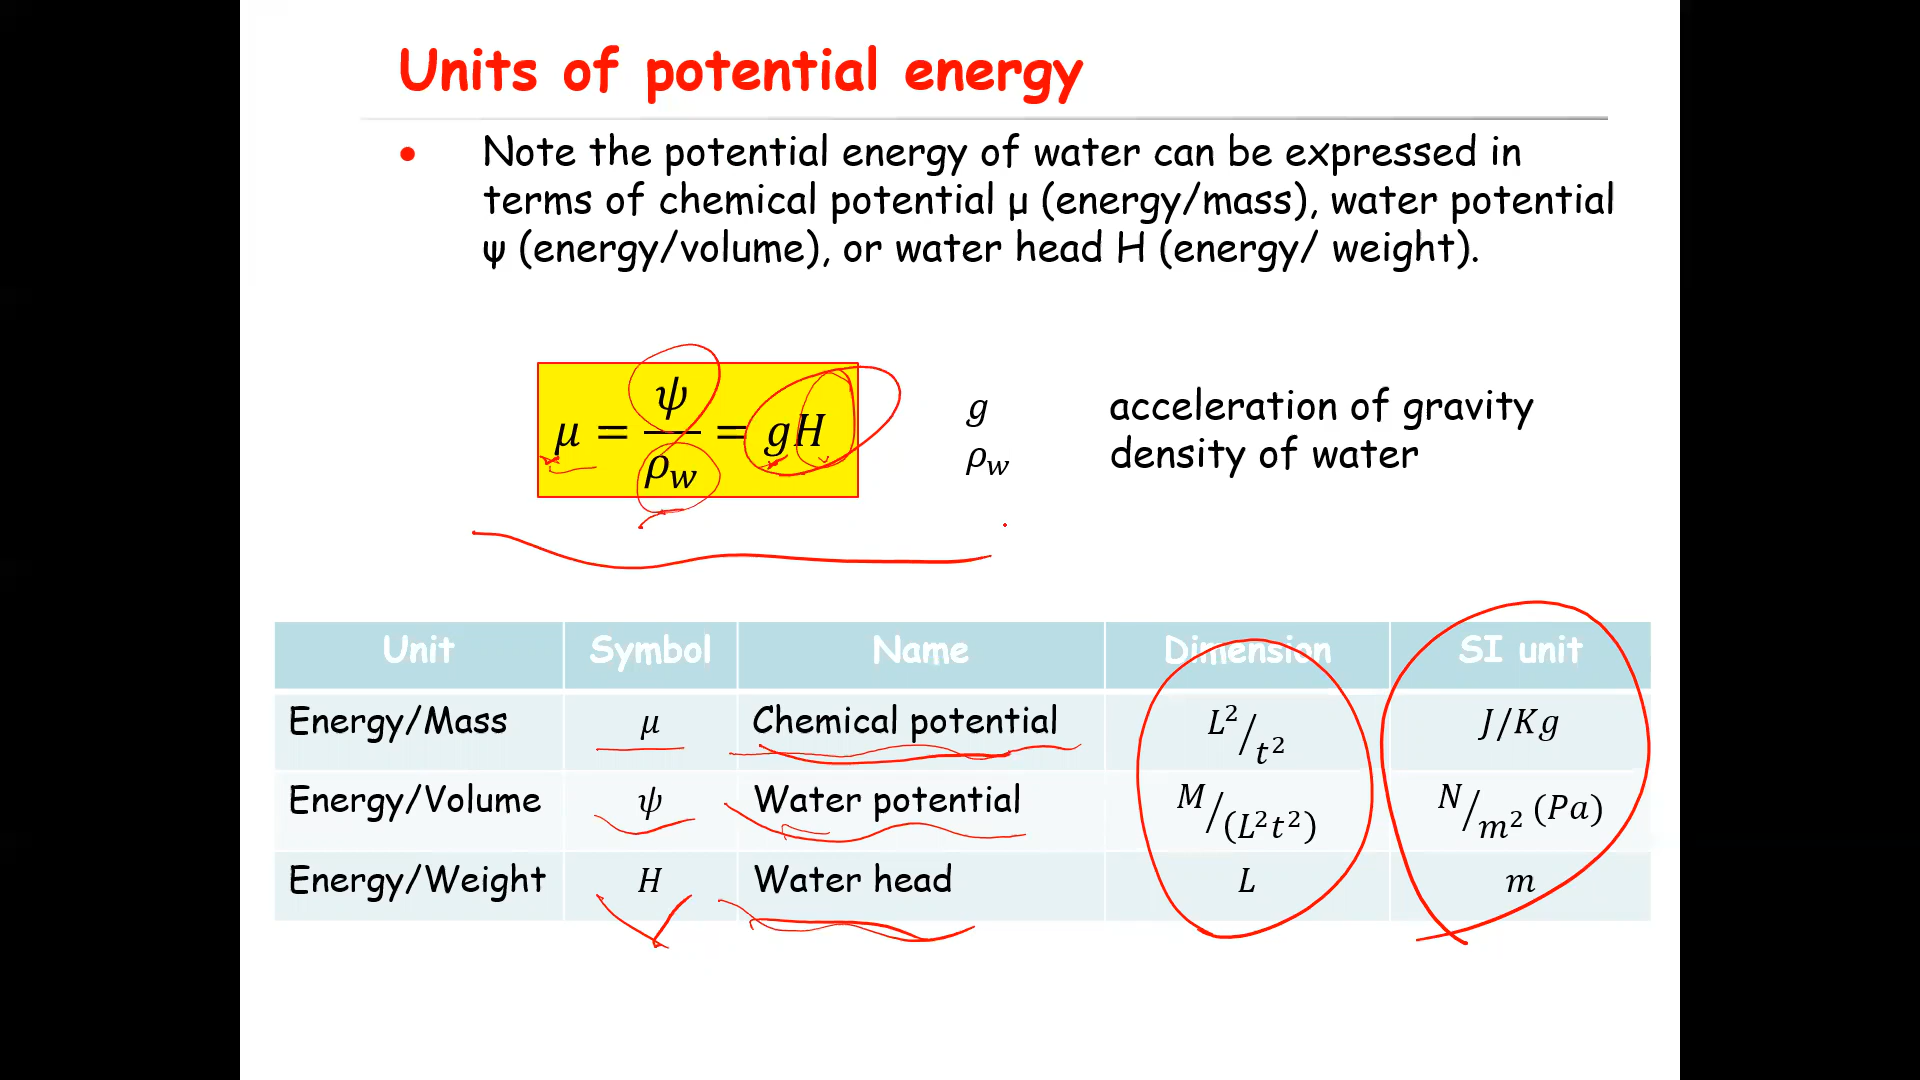 Units of potential energy
• Note the potential energy of water can be expressed in
terms of chemical potential μ (energy/mass), water potential
ψ (energy/volume), or water head H (energy/ weight).
μ = ψ/ρ_w = gH
g acceleration of gravity
ρ_w density of water
Unit Symbol Name Dimension SI unit
Energy/Mass μ Chemical potential L²/t² J/Kg
Energy/Volume ψ Water potential M/(L²t²) N/m² (Pa)
Energy/Weight H Water head L m